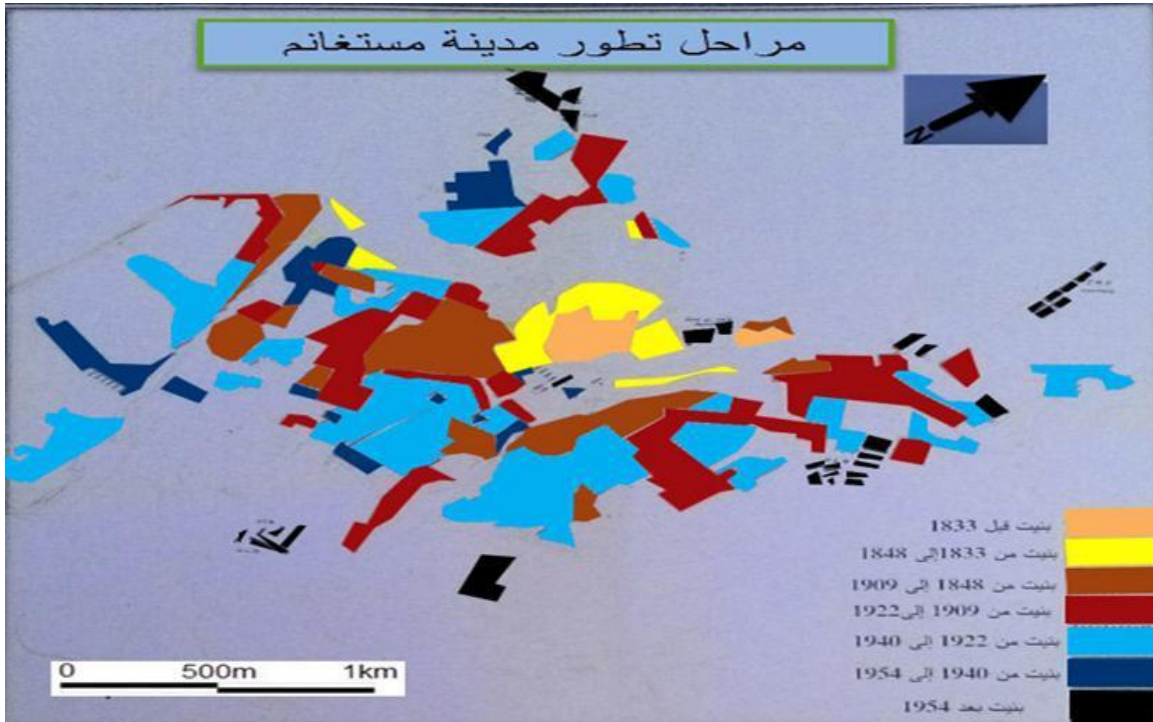 مراحل تطور مدينة مستغانم
N
بنيت قبل 1833
بنيت من 1833إلى 1848
بنيت من 1848 إلى 1909
بنيت من 1909 إلى1922
بنيت من 1922 إلى 1940
بنيت من 1940 إلى 1954
بنيت بعد 1954
0 500m 1km